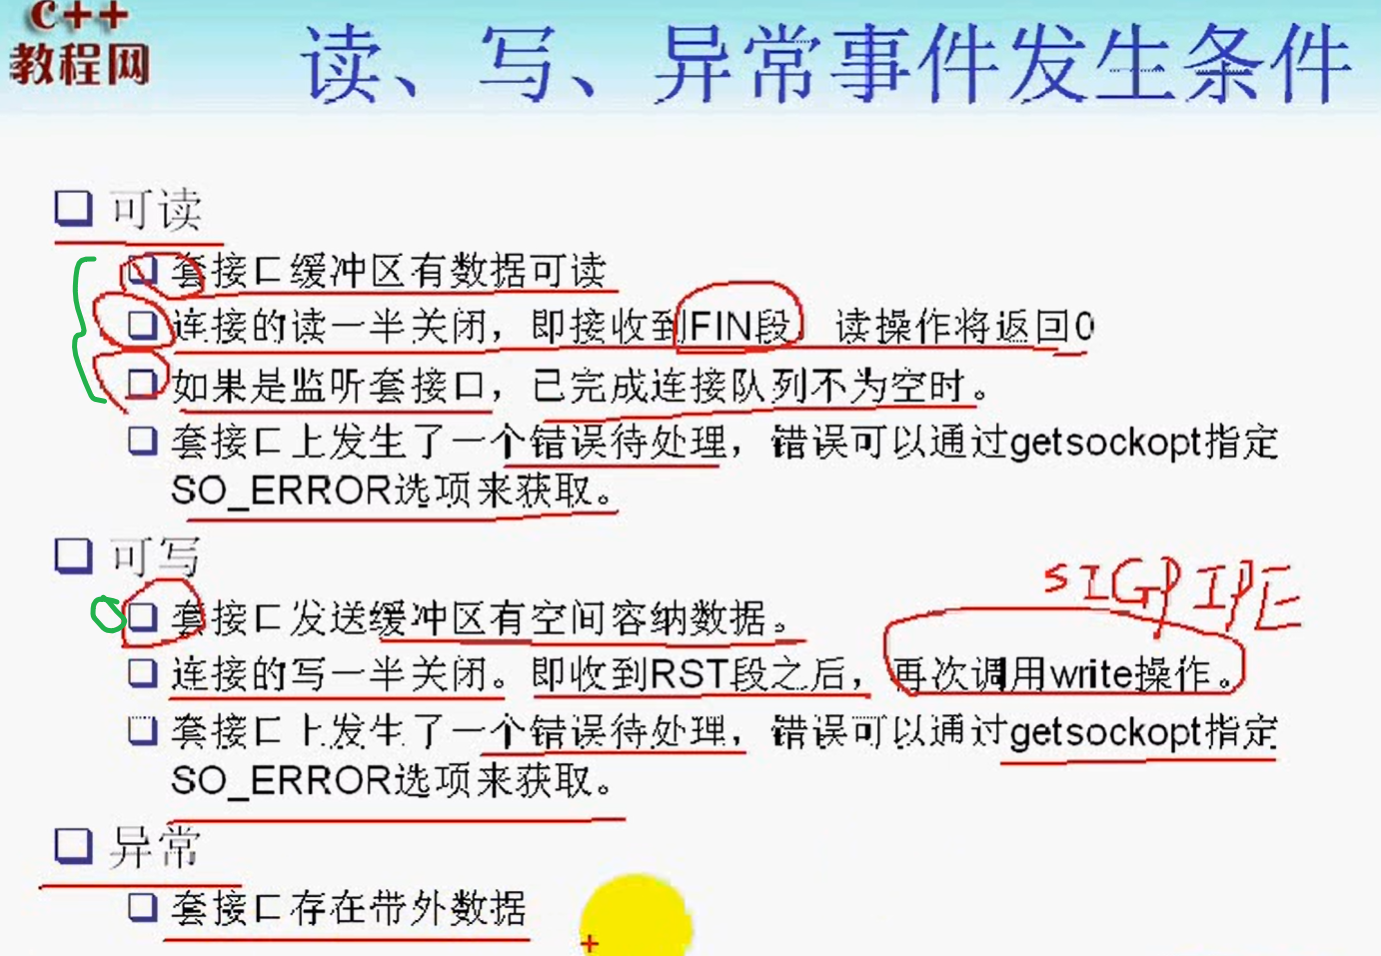 C++
教程网
读、写、异常事件发生条件
可读
套接口缓冲区有数据可读
连接的读一半关闭，即接收到FIN段，读操作将返回0
如果是监听套接口，已完成连接队列不为空时。
套接口上发生了一个错误待处理，错误可以通过getsockopt指定
SO_ERROR选项来获取。
可写
SIGPIPE
套接口发送缓冲区有空间容纳数据。
连接的写一半关闭。即收到RST段之后，再次调用write操作。
套接口上发生了一个错误待处理，错误可以通过getsockopt指定
SO_ERROR选项来获取。
异常
套接口存在带外数据